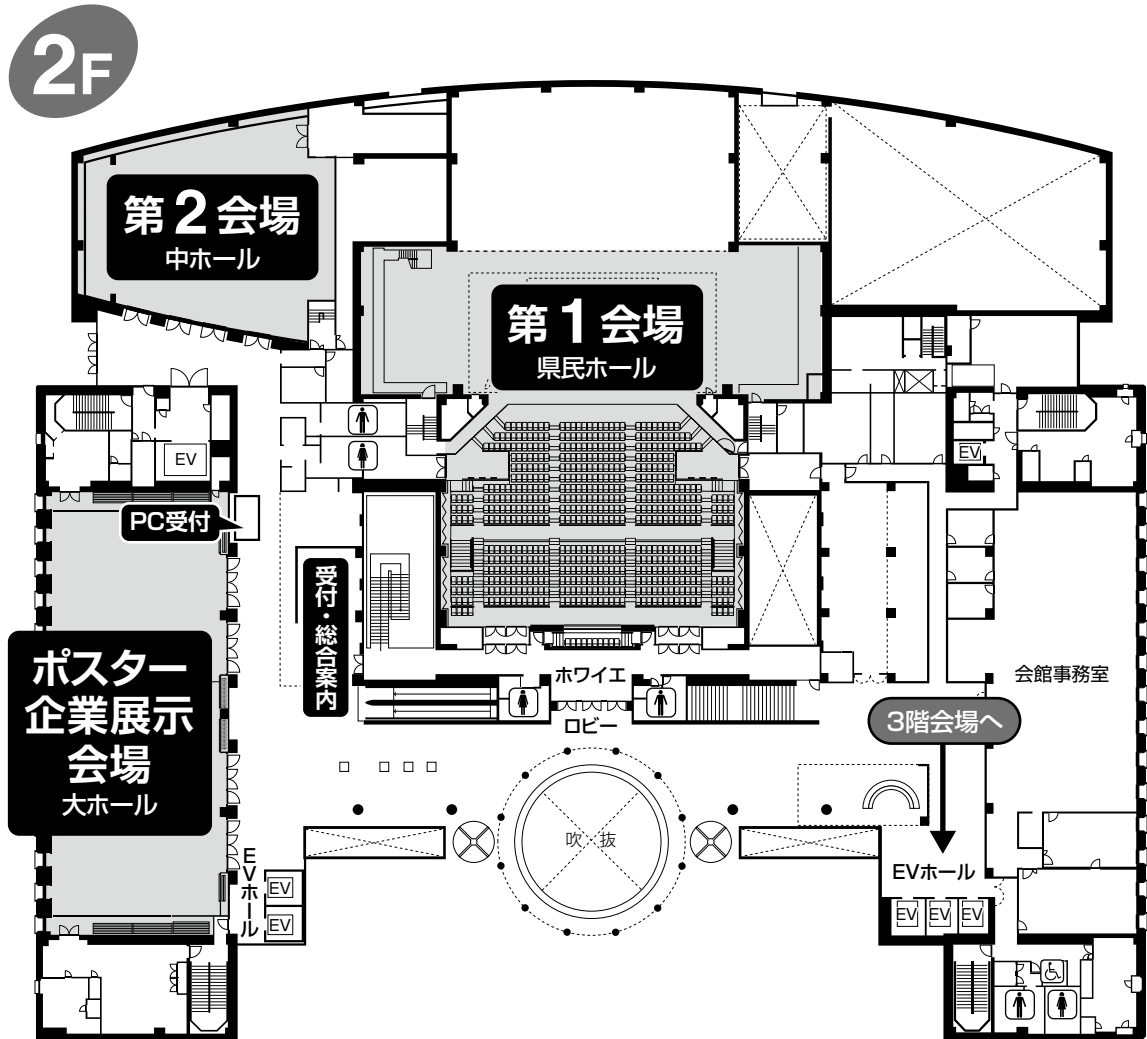 2F
第2会場
中ホール
第1会場
県民ホール
EV
EV
PC受付
受付・総合案内
ポスター
企業展示
会場
大ホール
ホワイエ
ロビー
会館事務室
3階会場へ
吹 抜
EVホール
EV
EV
EVホール
EV
EV
EV